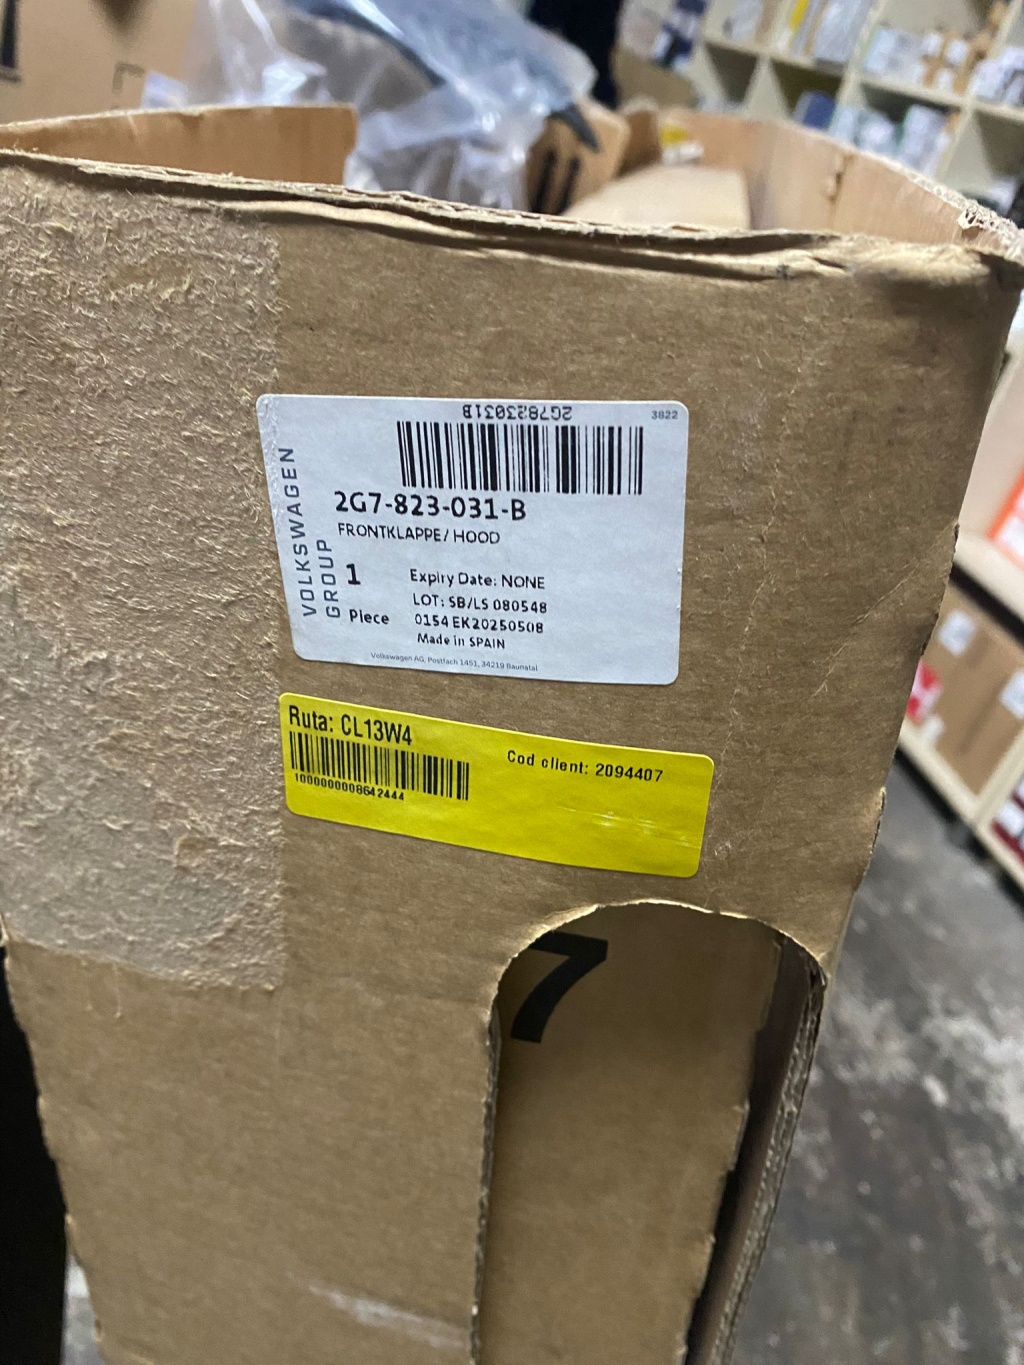 2G7823031B
3822
VOLKSWAGEN
GROUP
2G7-823-031-B
FRONTKLAPPE/ HOOD
1
Piece
Expiry Date: NONE
LOT: SB/LS 080548
0154 EK20250508
Made in SPAIN
Volkswagen AG, Postfach 1451, 34219 Baunatal
Ruta: CL13W4
Cod client: 2094407
1000000008642444
7